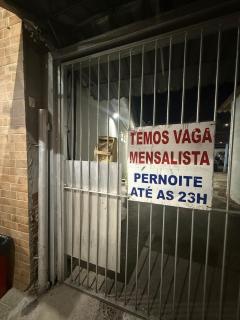 TEMOS VAGA
MENSALISTA
PERNOITE
ATÉ AS 23H